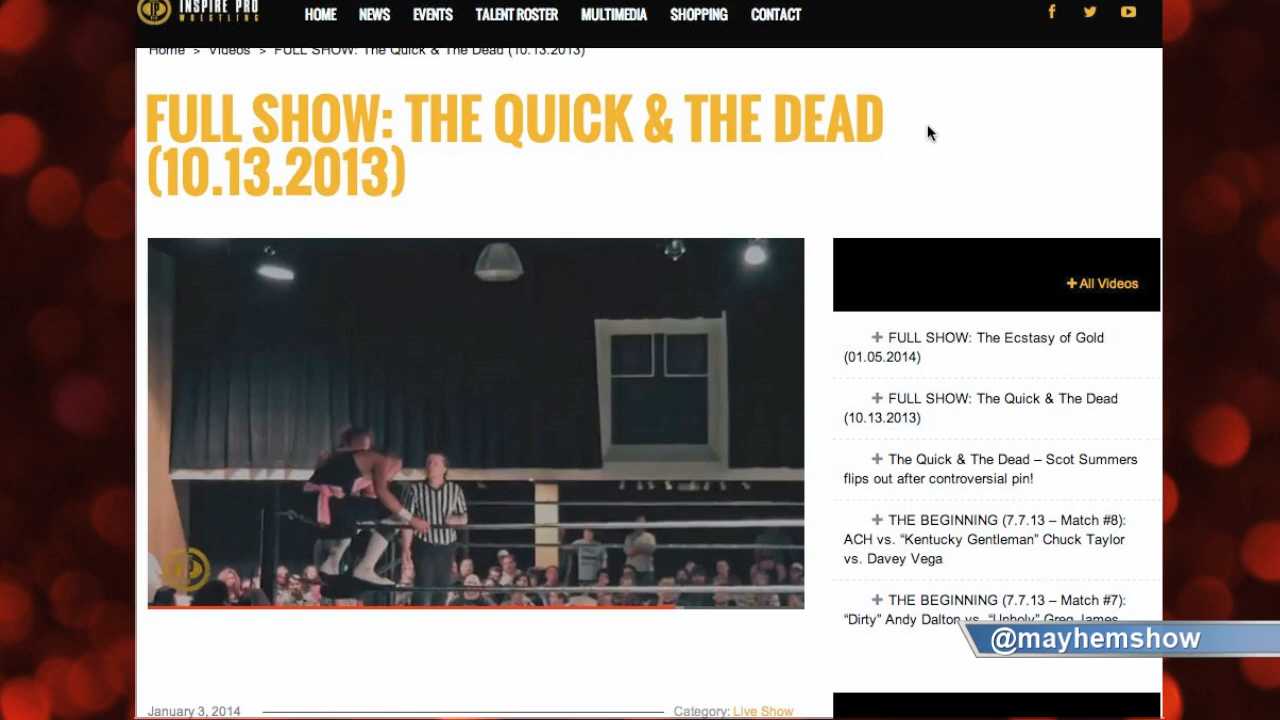 INSPIRE PRO
WRESTLING
HOME NEWS EVENTS TALENT ROSTER MULTIMEDIA SHOPPING CONTACT
Home > Videos > FULL SHOW: The Quick & The Dead (10.13.2013)
FULL SHOW: THE QUICK & THE DEAD
(10.13.2013)
+ All Videos
+ FULL SHOW: The Ecstasy of Gold
(01.05.2014)
+ FULL SHOW: The Quick & The Dead
(10.13.2013)
+ The Quick & The Dead – Scot Summers
flips out after controversial pin!
+ THE BEGINNING (7.7.13 – Match #8):
ACH vs. “Kentucky Gentleman” Chuck Taylor
vs. Davey Vega
+ THE BEGINNING (7.7.13 – Match #7):
“Dirty” Andy Dalton vs. “Unholy” Greg James
@mayhemshow
January 3, 2014
Category: Live Show